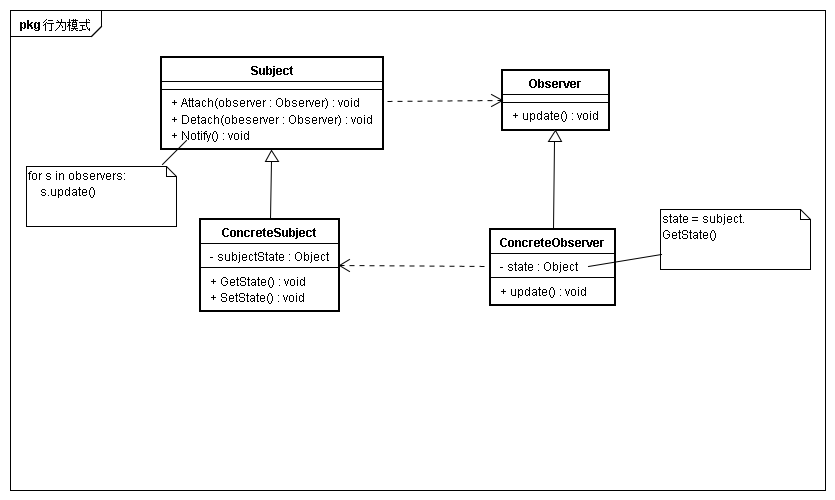 pkg 行为模式
Subject
+ Attach(observer : Observer) : void
+ Detach(obeserver : Observer) : void
+ Notify() : void
Observer
+ update() : void
for s in observers:
s.update()
ConcreteSubject
- subjectState : Object
+ GetState() : void
+ SetState() : void
ConcreteObserver
- state : Object
+ update() : void
state = subject.
GetState()